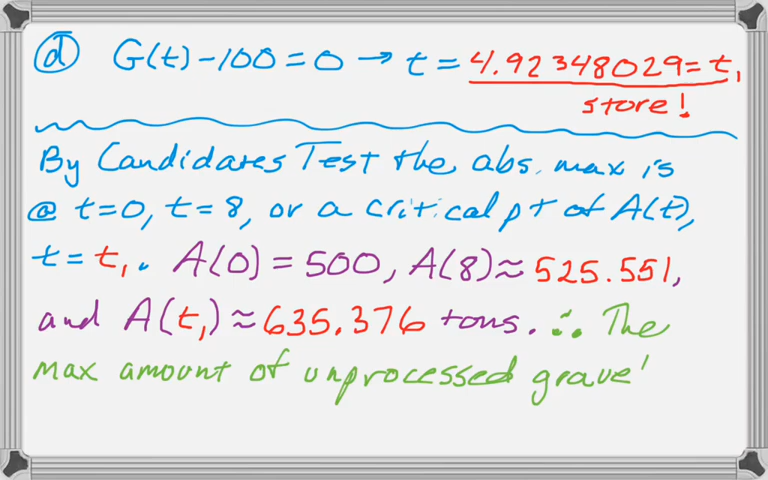 (d) G(t) - 100 = 0 → t = 4.92348029 = t₁
store!
By Candidates Test the abs. max is
@ t=0, t=8, or a critical pt of A(t),
t = t₁. A(0) = 500, A(8) ≈ 525.551,
and A(t₁) ≈ 635.376 tons. ∴ The
max amount of unprocessed grave'